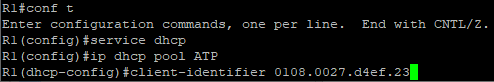 R1#conf t
Enter configuration commands, one per line.  End with CNTL/Z.
R1(config)#service dhcp
R1(config)#ip dhcp pool ATP
R1(dhcp-config)#client-identifier 0108.0027.d4ef.23